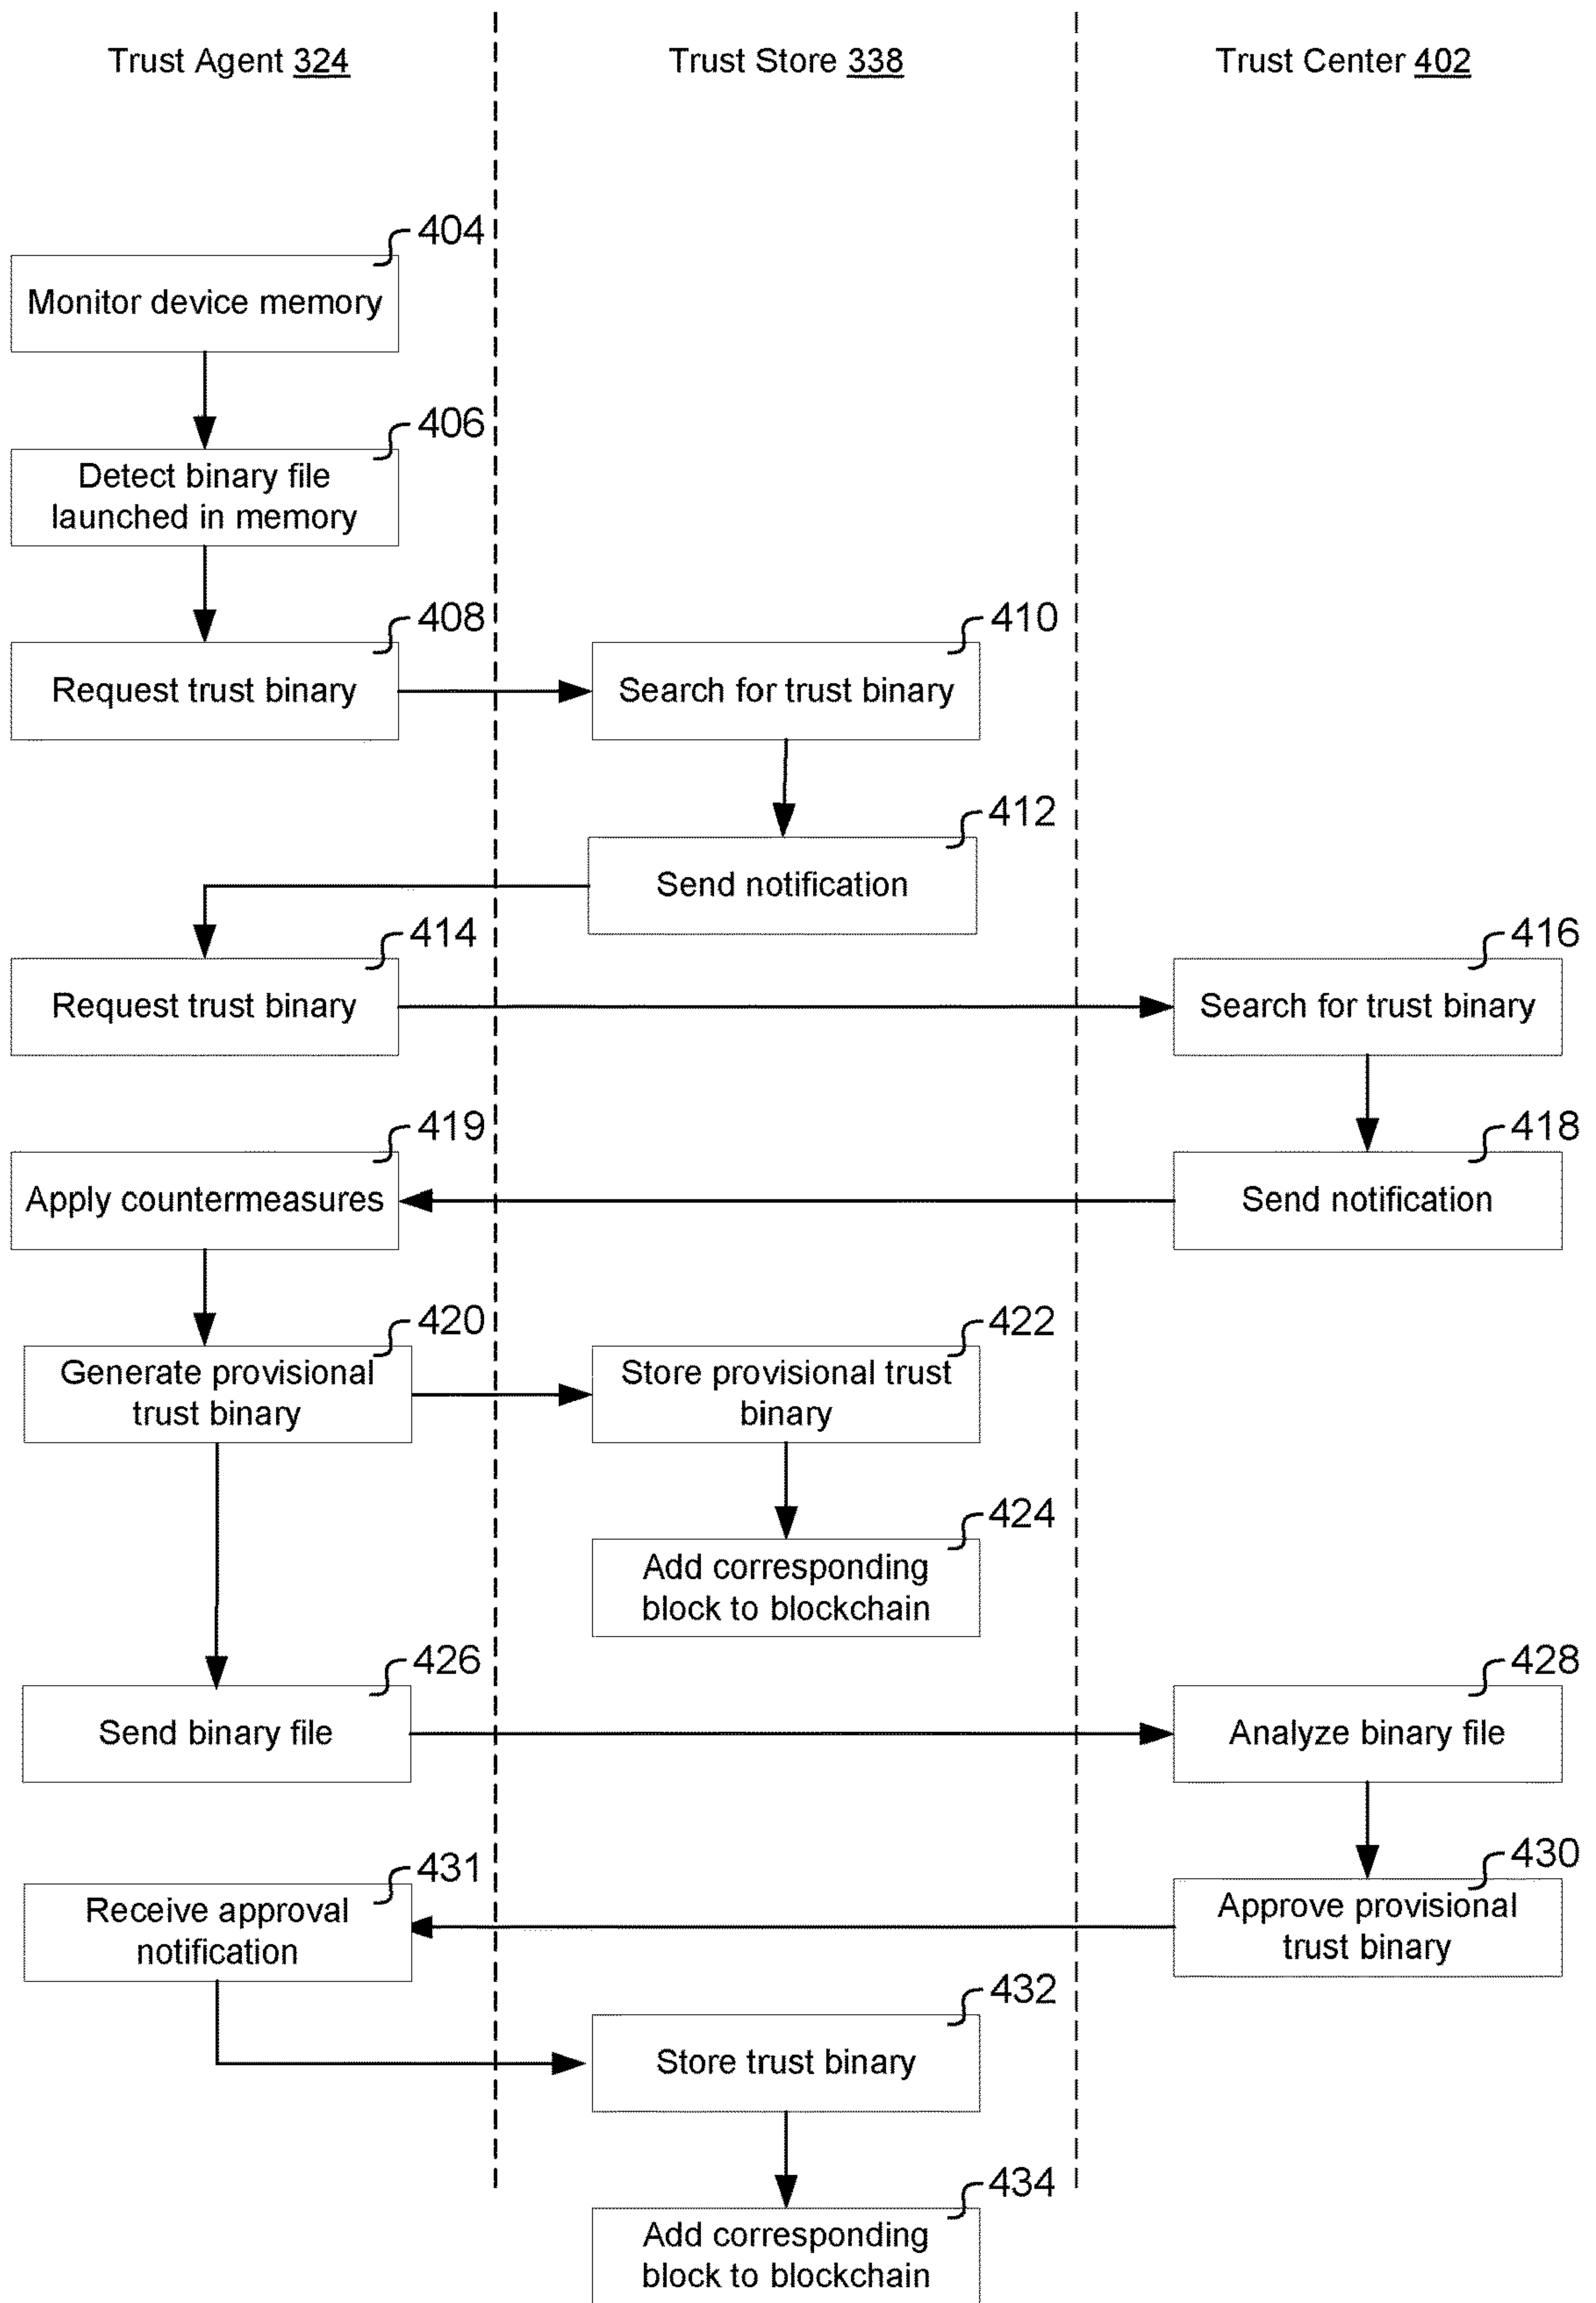 Trust Agent 324
Trust Store 338
Trust Center 402
404
Monitor device memory
406
Detect binary file
launched in memory
408
Request trust binary
410
Search for trust binary
412
Send notification
414
Request trust binary
416
Search for trust binary
418
Send notification
419
Apply countermeasures
420
Generate provisional
trust binary
422
Store provisional trust
binary
424
Add corresponding
block to blockchain
426
Send binary file
428
Analyze binary file
430
Approve provisional
trust binary
431
Receive approval
notification
432
Store trust binary
434
Add corresponding
block to blockchain